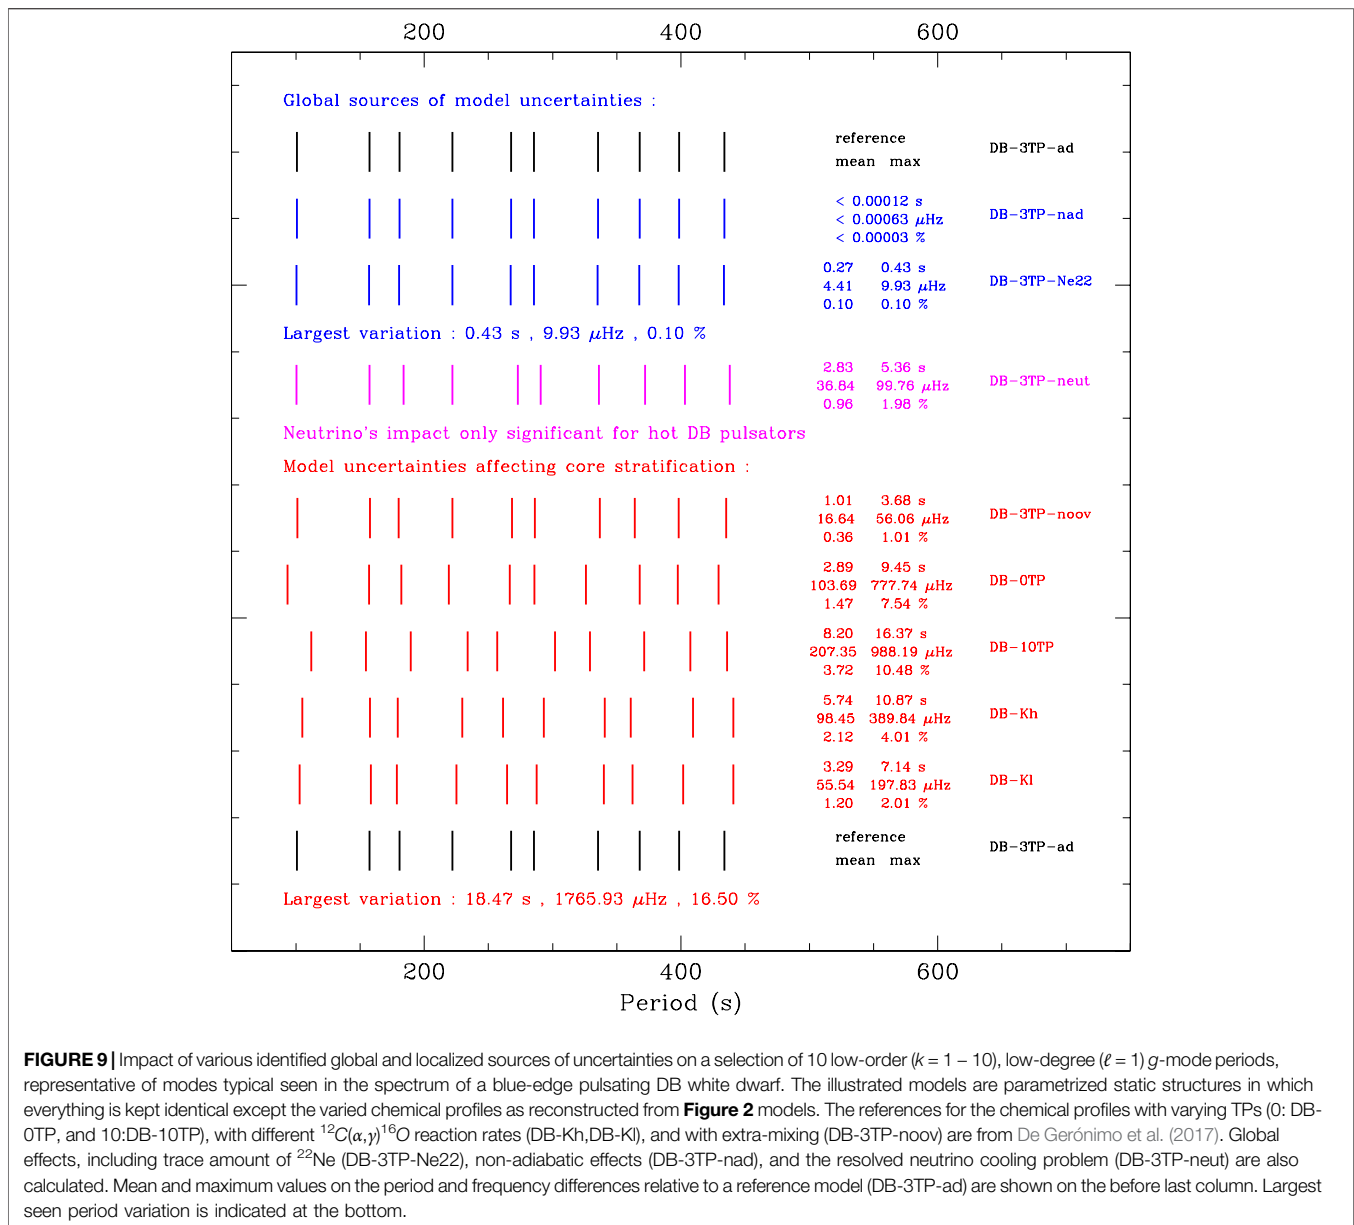 200 400 600
Global sources of model uncertainties :
reference
mean max
DB-3TP-ad
< 0.00012 s
< 0.00063 μHz
< 0.00003 %
DB-3TP-nad
0.27 0.43 s
4.41 9.93 μHz
0.10 0.10 %
DB-3TP-Ne22
Largest variation : 0.43 s , 9.93 μHz , 0.10 %
2.83 5.36 s
36.84 99.76 μHz
0.96 1.98 %
DB-3TP-neut
Neutrino's impact only significant for hot DB pulsators
Model uncertainties affecting core stratification :
1.01 3.68 s
16.64 56.06 μHz
0.36 1.01 %
DB-3TP-noov
2.89 9.45 s
103.69 777.74 μHz
1.47 7.54 %
DB-0TP
8.20 16.37 s
207.35 988.19 μHz
3.72 10.48 %
DB-10TP
5.74 10.87 s
98.45 389.84 μHz
2.12 4.01 %
DB-Kh
3.29 7.14 s
55.54 197.83 μHz
1.20 2.01 %
DB-Kl
reference
mean max
DB-3TP-ad
Largest variation : 18.47 s , 1765.93 μHz , 16.50 %
200 400 600
Period (s)
FIGURE 9 | Impact of various identified global and localized sources of uncertainties on a selection of 10 low-order (k = 1 – 10), low-degree (ℓ = 1) g-mode periods,
representative of modes typical seen in the spectrum of a blue-edge pulsating DB white dwarf. The illustrated models are parametrized static structures in which
everything is kept identical except the varied chemical profiles as reconstructed from Figure 2 models. The references for the chemical profiles with varying TPs (0: DB-
0TP, and 10:DB-10TP), with different ¹²C(α,γ)¹⁶O reaction rates (DB-Kh,DB-Kl), and with extra-mixing (DB-3TP-noov) are from De Gerónimo et al. (2017). Global
effects, including trace amount of ²²Ne (DB-3TP-Ne22), non-adiabatic effects (DB-3TP-nad), and the resolved neutrino cooling problem (DB-3TP-neut) are also
calculated. Mean and maximum values on the period and frequency differences relative to a reference model (DB-3TP-ad) are shown on the before last column. Largest
seen period variation is indicated at the bottom.